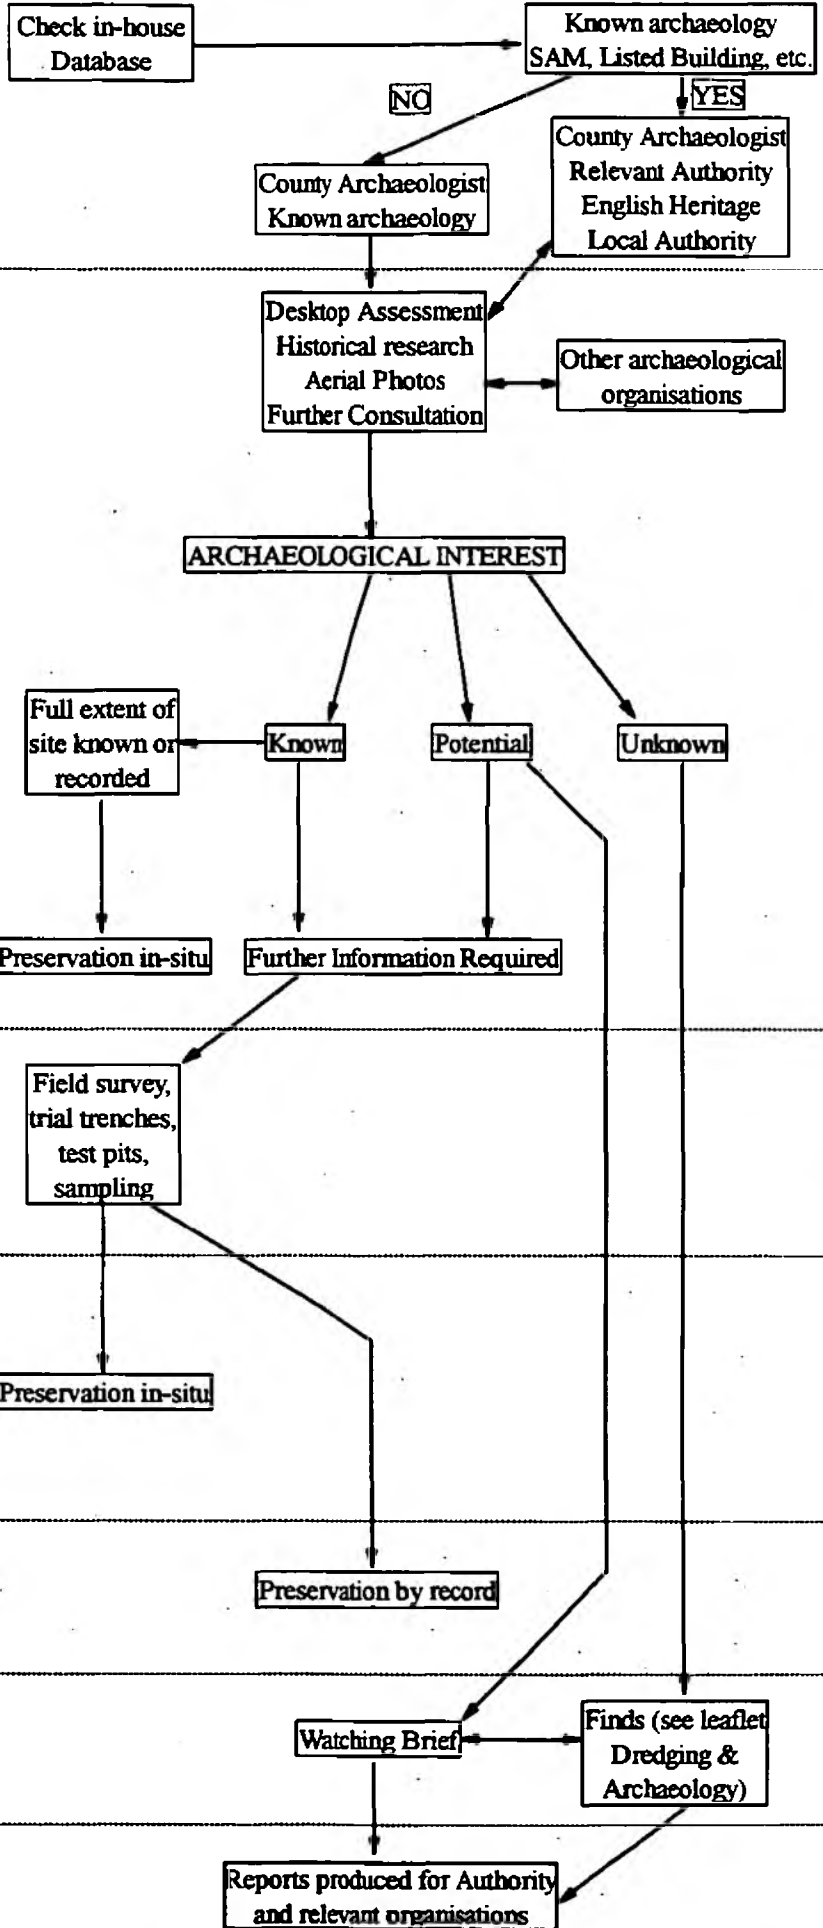 Check in-house
Database
Known archaeology
SAM, Listed Building, etc.
NO
YES
County Archaeologist
Relevant Authority
English Heritage
Local Authority
County Archaeologist
Known archaeology
Desktop Assessment
Historical research
Aerial Photos
Further Consultation
Other archaeological
organisations
ARCHAEOLOGICAL INTEREST
Full extent of
site known or
recorded
Known
Potential
Unknown
Preservation in-situ
Further Information Required
Field survey,
trial trenches,
test pits,
sampling
Preservation in-situ
Preservation by record
Watching Brief
Finds (see leaflet
Dredging &
Archaeology)
Reports produced for Authority
and relevant organisations